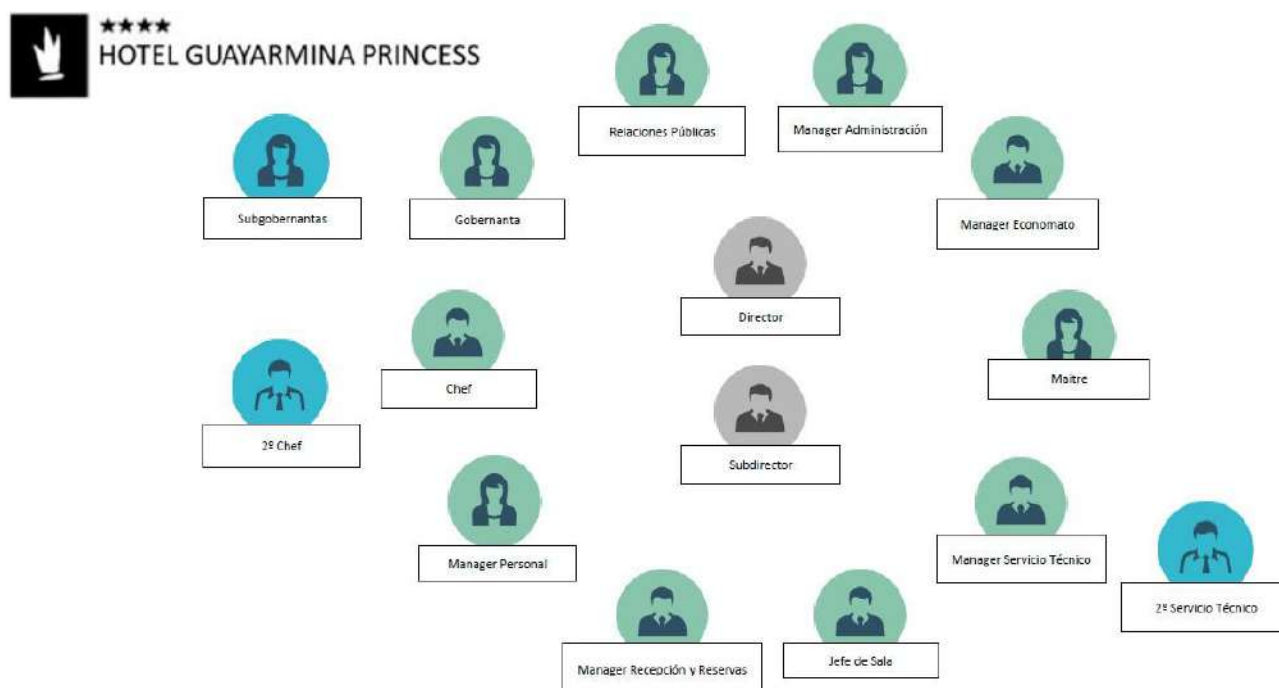 ★★★★
HOTEL GUAYARMINA PRINCESS
Relaciones Públicas
Manager Administración
Subgobernantas
Gobernanta
Manager Economato
Director
Chef
Maitre
2º Chef
Subdirector
Manager Personal
Manager Servicio Técnico
2º Servicio Técnico
Manager Recepción y Reservas
Jefe de Sala